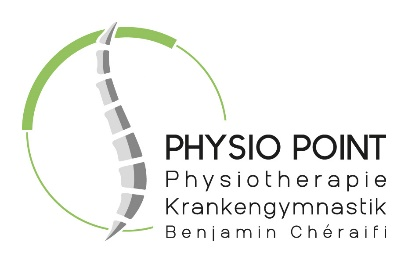 PHYSIO POINT
Physiotherapie
Krankengymnastik
Benjamin Chéraifi